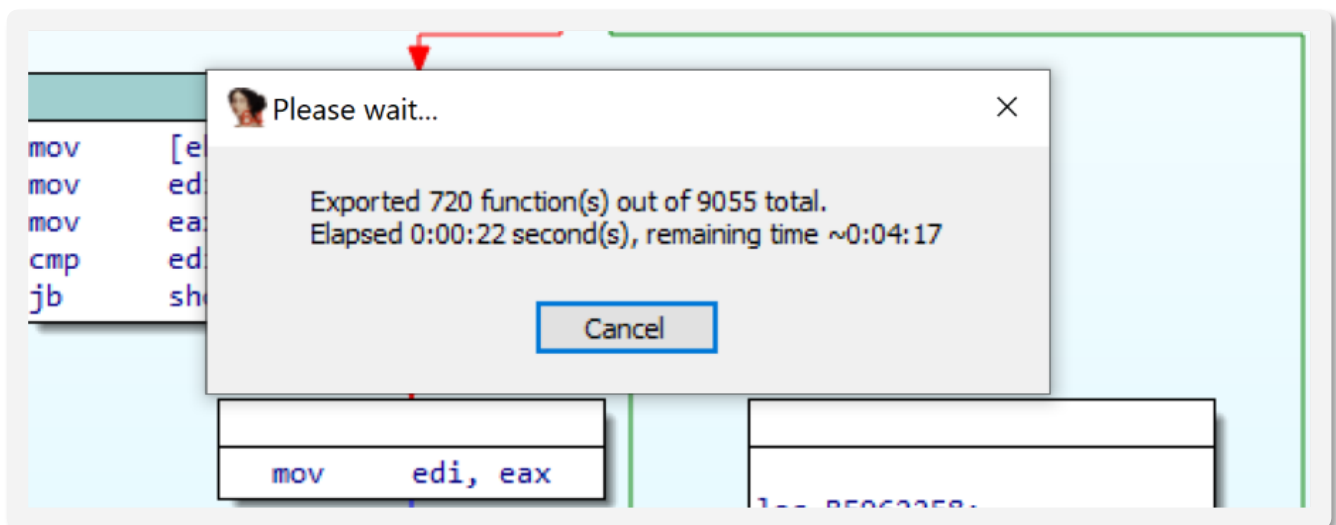 Please wait...
Exported 720 function(s) out of 9055 total.
Elapsed 0:00:22 second(s), remaining time ~0:04:17
Cancel
mov
mov
mov
cmp
jb
mov edi, eax